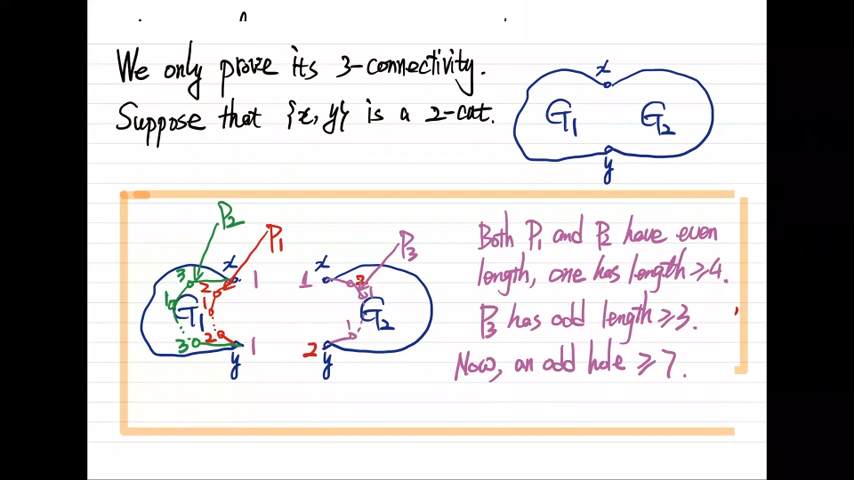 We only prove its 3-connectivity.
Suppose that {x, y} is a 2-cut.
x
G1 G2
y
P2
P1
x
3
2
1
1
1
G1
3
2
1
y
P3
x
1
2
1
G2
1
2
y
Both P1 and P2 have even
length, one has length ≥4.
P3 has odd length ≥3.
Now, an odd hole ≥7.